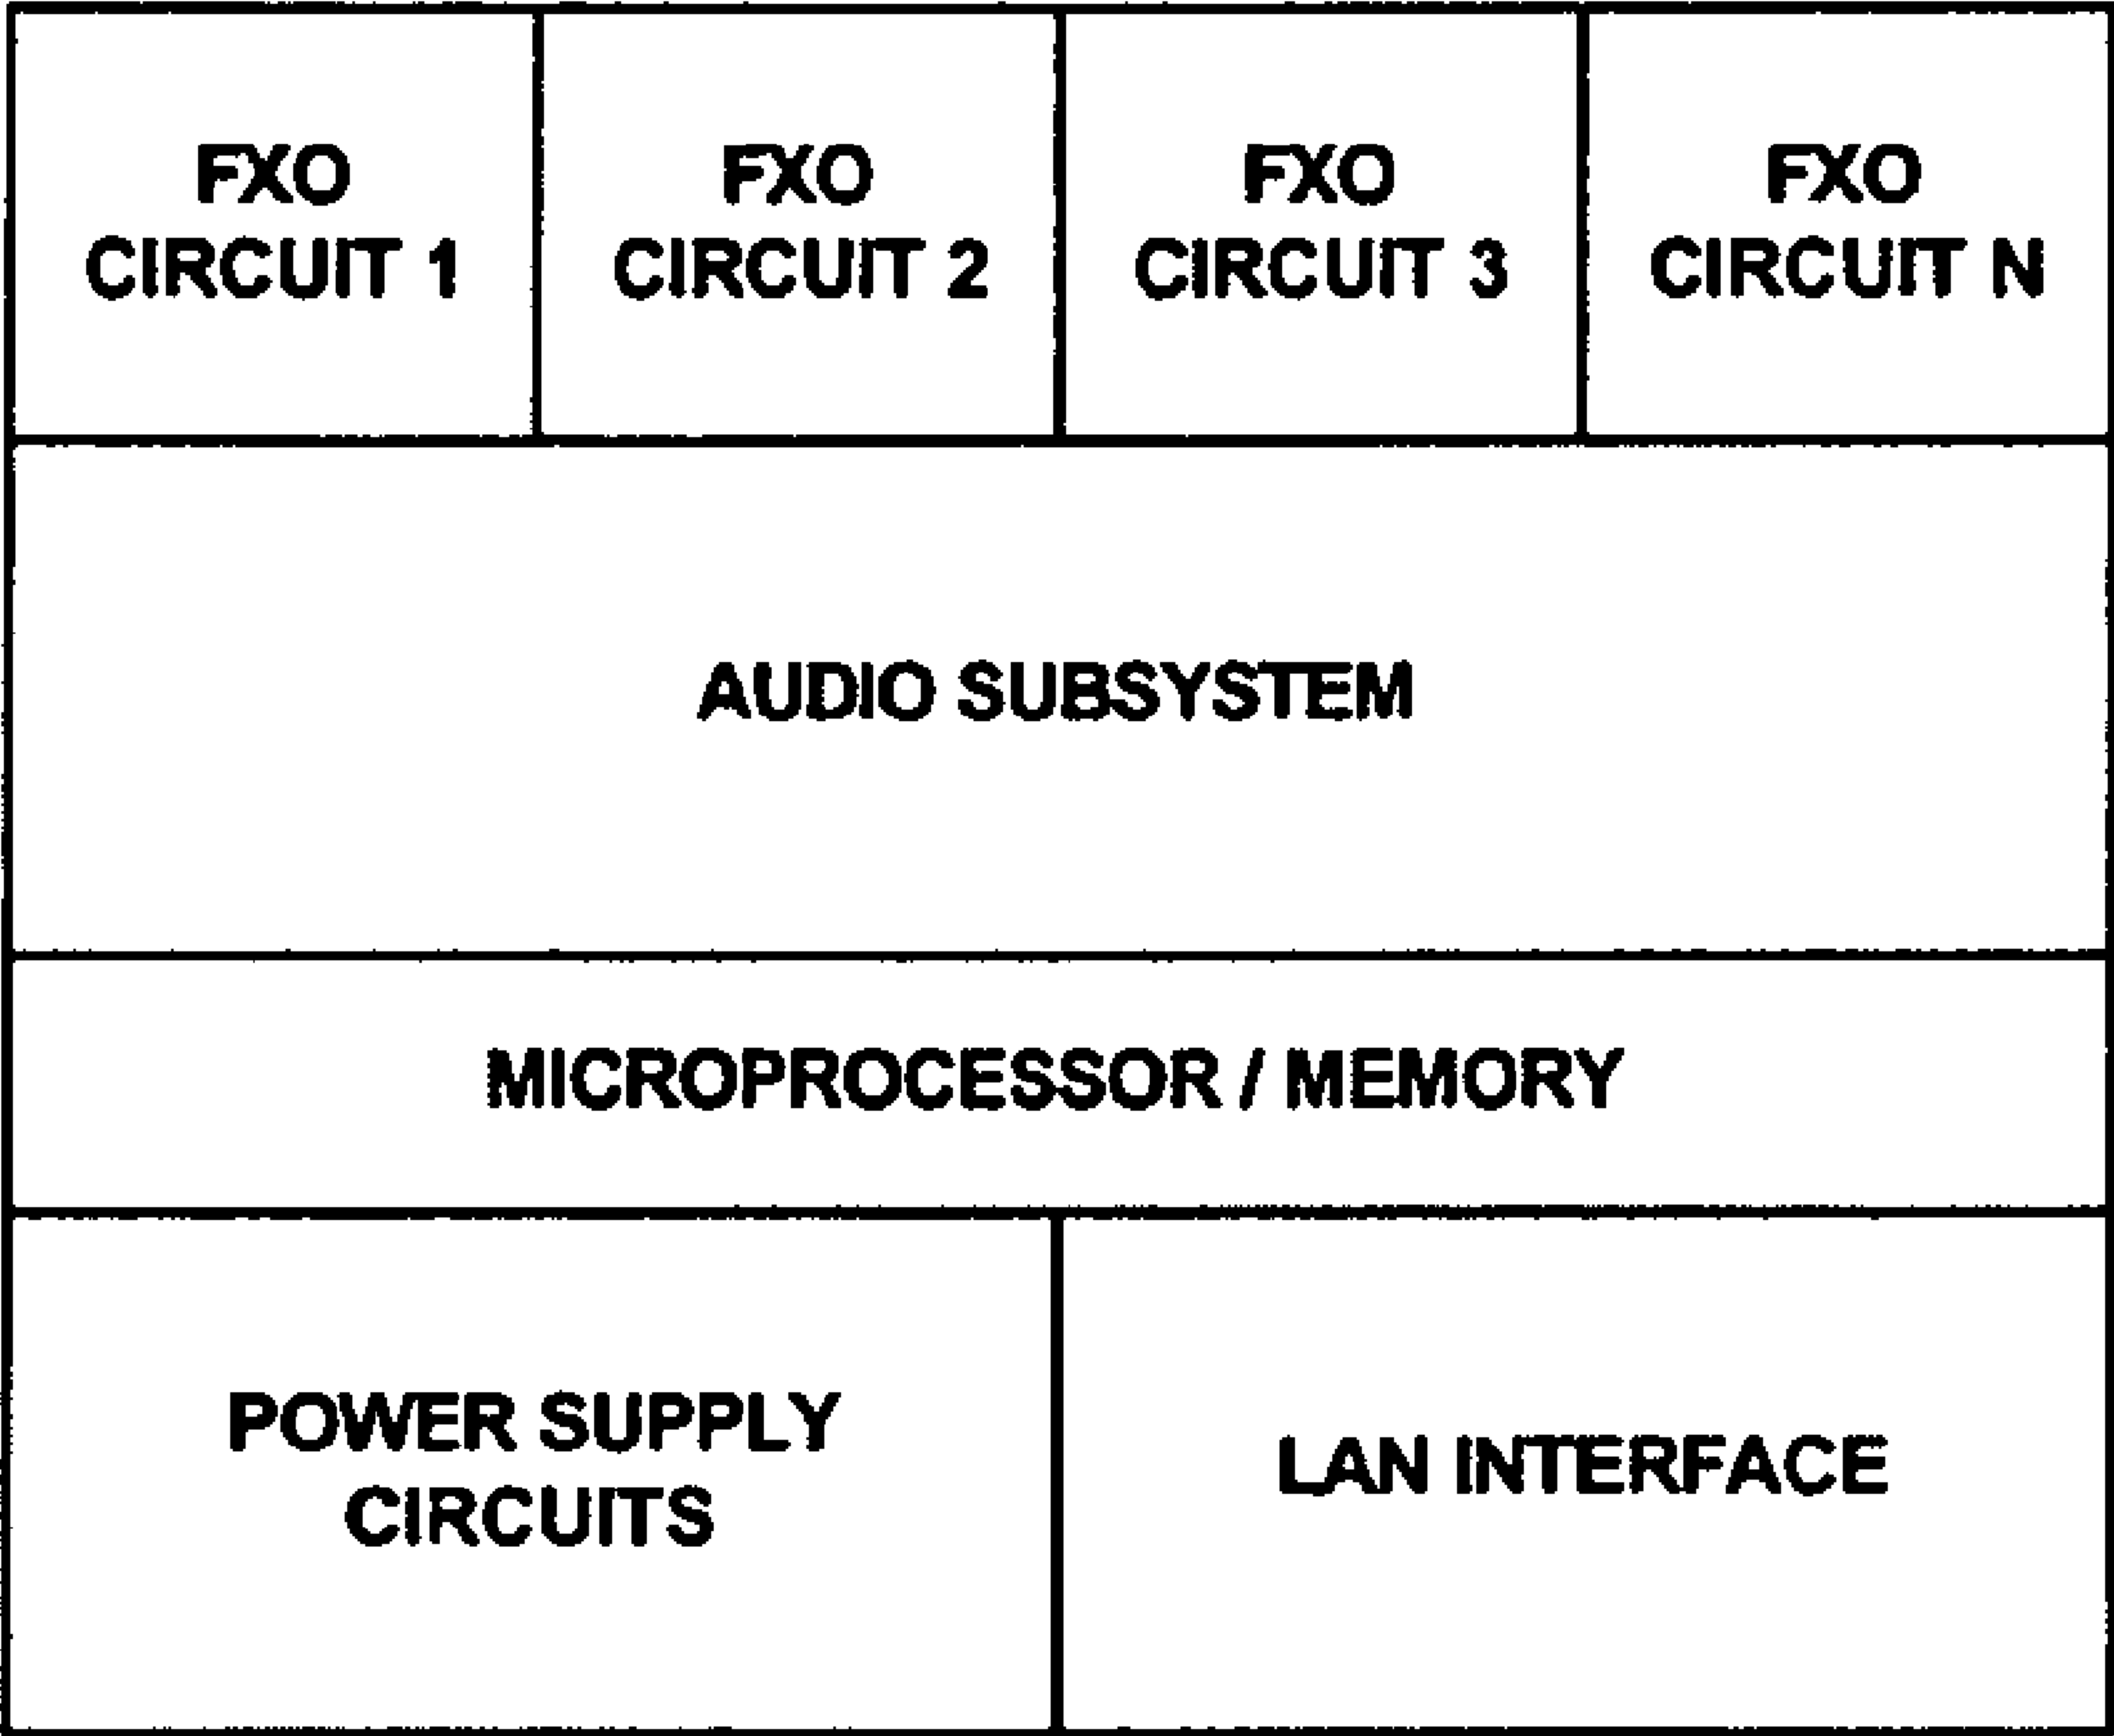 FXO
CIRCUIT 1
FXO
CIRCUIT 2
FXO
CIRCUIT 3
FXO
CIRCUIT N
AUDIO SUBSYSTEM
MICROPROCESSOR / MEMORY
POWER SUPPLY
CIRCUITS
LAN INTERFACE